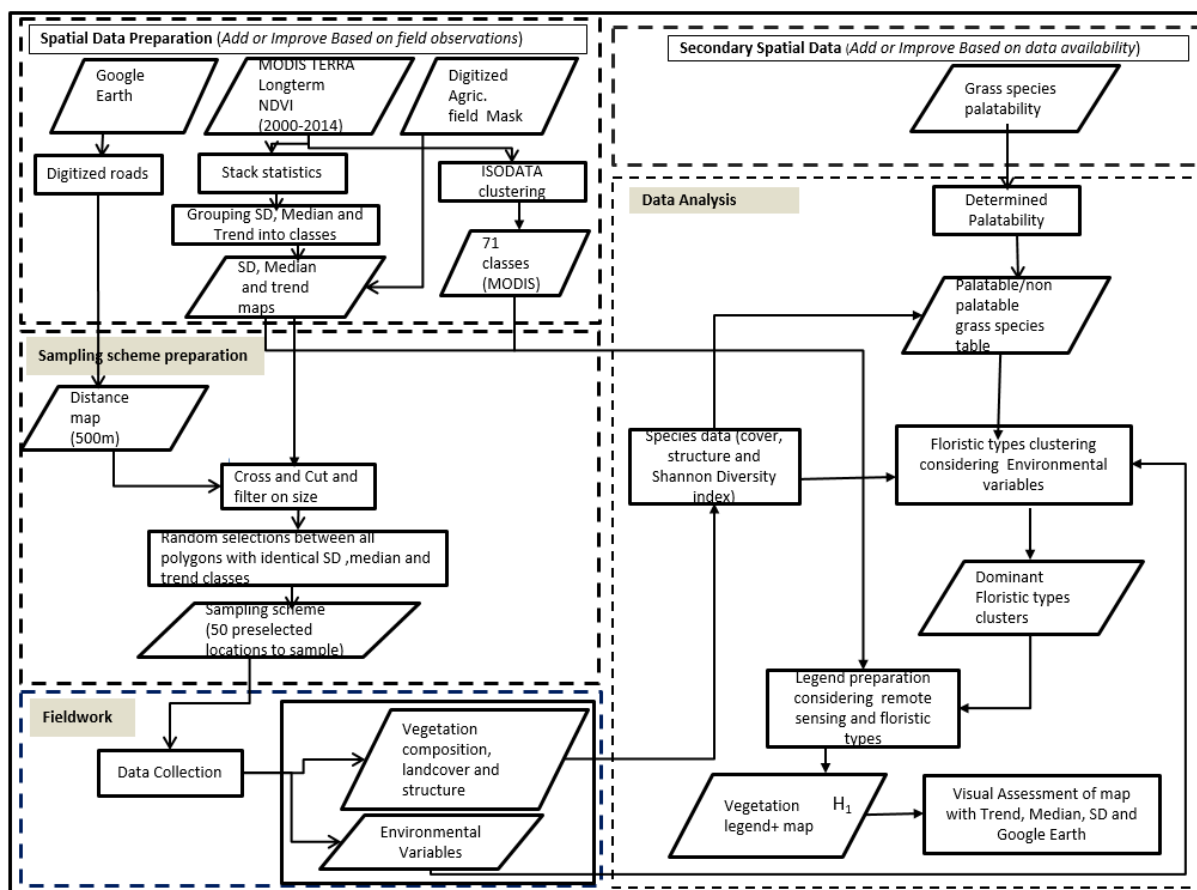 Spatial Data Preparation (Add or Improve Based on field observations)
Google
Earth
MODIS TERRA
Longterm
NDVI
(2000-2014)
Digitized
Agric.
field Mask
Digitized roads
Stack statistics
ISODATA
clustering
Grouping SD, Median and
Trend into classes
SD, Median
and trend
maps
71
classes
(MODIS)
Sampling scheme preparation
Distance
map
(500m)
Cross and Cut and
filter on size
Random selections between all
polygons with identical SD ,median and
trend classes
Sampling scheme
(50 preselected
locations to sample)
Fieldwork
Data Collection
Vegetation
composition,
landcover and
structure
Environmental
Variables
Secondary Spatial Data (Add or Improve Based on data availability)
Grass species
palatability
Data Analysis
Determined
Palatability
Palatable/non
palatable
grass species
table
Species data (cover,
structure and
Shannon Diversity
index)
Floristic types clustering
considering Environmental
variables
Dominant
Floristic types
clusters
Legend preparation
considering remote
sensing and floristic
types
Vegetation
legend+ map
H1
Visual Assessment of map
with Trend, Median, SD and
Google Earth